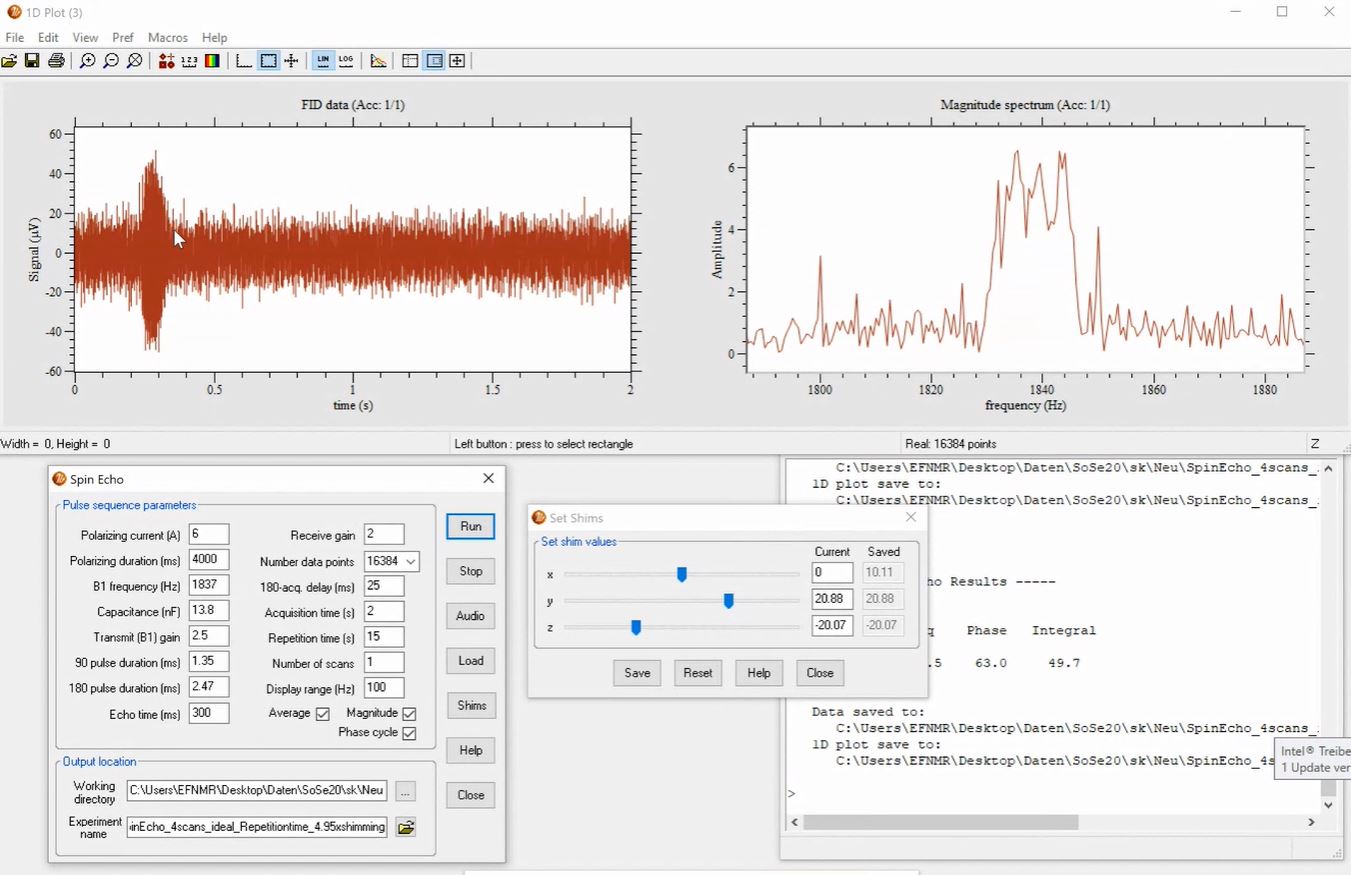 1D Plot (3)
File Edit View Pref Macros Help
1 2 3 LIN LOG
FID data (Acc: 1/1)
Signal (µV)
60
40
20
0
-20
-40
-60
0 0.5 1 1.5 2
time (s)
Magnitude spectrum (Acc: 1/1)
Amplitude
6
4
2
0
1800 1820 1840 1860 1880
frequency (Hz)
Width = 0, Height = 0 Left button : press to select rectangle Real: 16384 points Z
Spin Echo
Pulse sequence parameters
Polarizing current (A) 6 Receive gain 2
Polarizing duration (ms) 4000 Number data points 16384
B1 frequency (Hz) 1837 180-acq. delay (ms) 25
Capacitance (nF) 13.8 Acquisition time (s) 2
Transmit (B1) gain 2.5 Repetition time (s) 15
90 pulse duration (ms) 1.35 Number of scans 1
180 pulse duration (ms) 2.47 Display range (Hz) 100
Echo time (ms) 300 Average Magnitude
Phase cycle
Run
Stop
Audio
Load
Shims
Help
Close
Output location
Working directory C:\Users\EFNMR\Desktop\Daten\SoSe20\sk\Neu ...
Experiment name inEcho_4scans_ideal_Repetitiontime_4.95xshimming
Set Shims
Set shim values
Current Saved
x 0 10.11
y 20.88 20.88
z -20.07 -20.07
Save Reset Help Close
C:\Users\EFNMR\Desktop\Daten\SoSe20\sk\Neu\SpinEcho_4scans_
1D plot save to:
C:\Users\EFNMR\Desktop\Daten\SoSe20\sk\Neu\SpinEcho_4scans_
ho Results -----
q Phase Integral
.5 63.0 49.7
Data saved to:
C:\Users\EFNMR\Desktop\Daten\SoSe20\sk\Neu\SpinEcho_4scans_
1D plot save to:
C:\Users\EFNMR\Desktop\Daten\SoSe20\sk\Neu\SpinEcho_4s
>
Intel® Treibe
1 Update ver